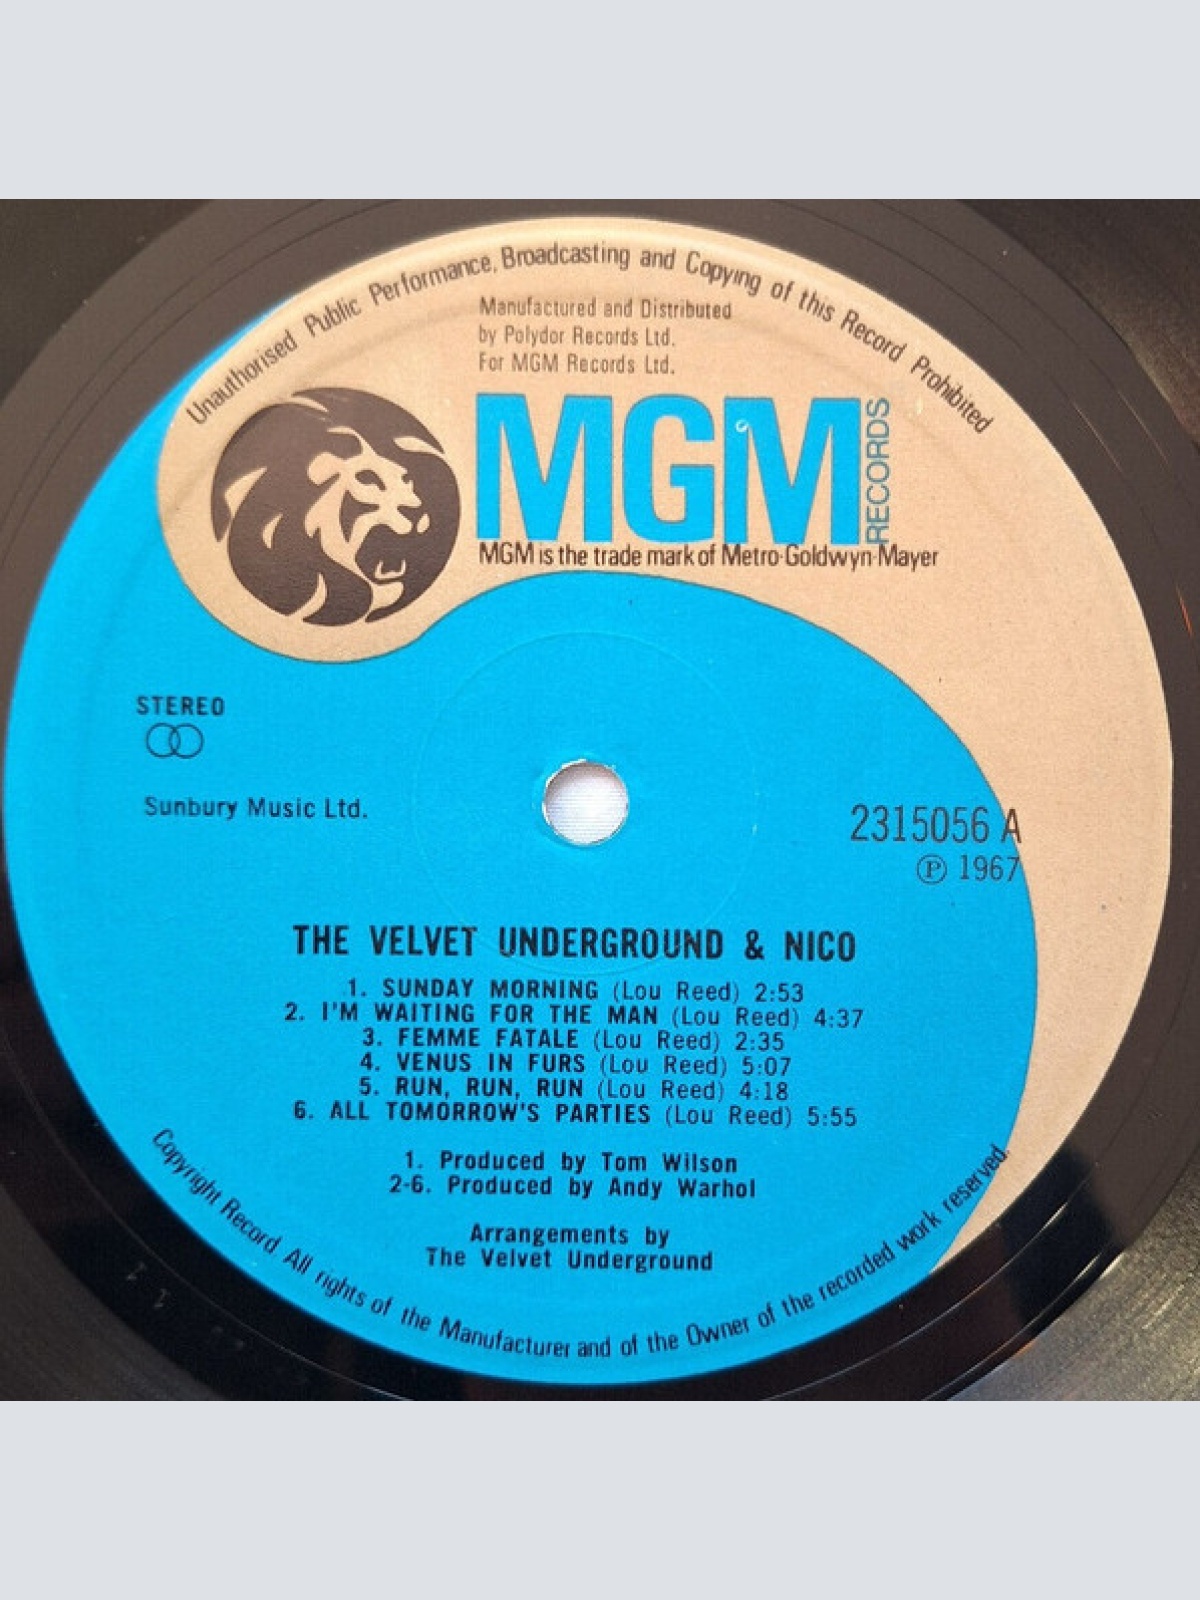 Unauthorised Public Performance, Broadcasting and Copying of this Record Prohibited
Manufactured and Distributed
by Polydor Records Ltd.
For MGM Records Ltd.
MGM
RECORDS
MGM is the trade mark of Metro-Goldwyn-Mayer
STEREO
Sunbury Music Ltd.
2315056 A
Ⓟ 1967
THE VELVET UNDERGROUND & NICO
1. SUNDAY MORNING (Lou Reed) 2:53
2. I'M WAITING FOR THE MAN (Lou Reed) 4:37
3. FEMME FATALE (Lou Reed) 2:35
4. VENUS IN FURS (Lou Reed) 5:07
5. RUN, RUN, RUN (Lou Reed) 4:18
6. ALL TOMORROW'S PARTIES (Lou Reed) 5:55
1. Produced by Tom Wilson
2-6. Produced by Andy Warhol
Arrangements by
The Velvet Underground
Copyright Record All rights of the Manufacturer and of the Owner of the recorded work reserved.